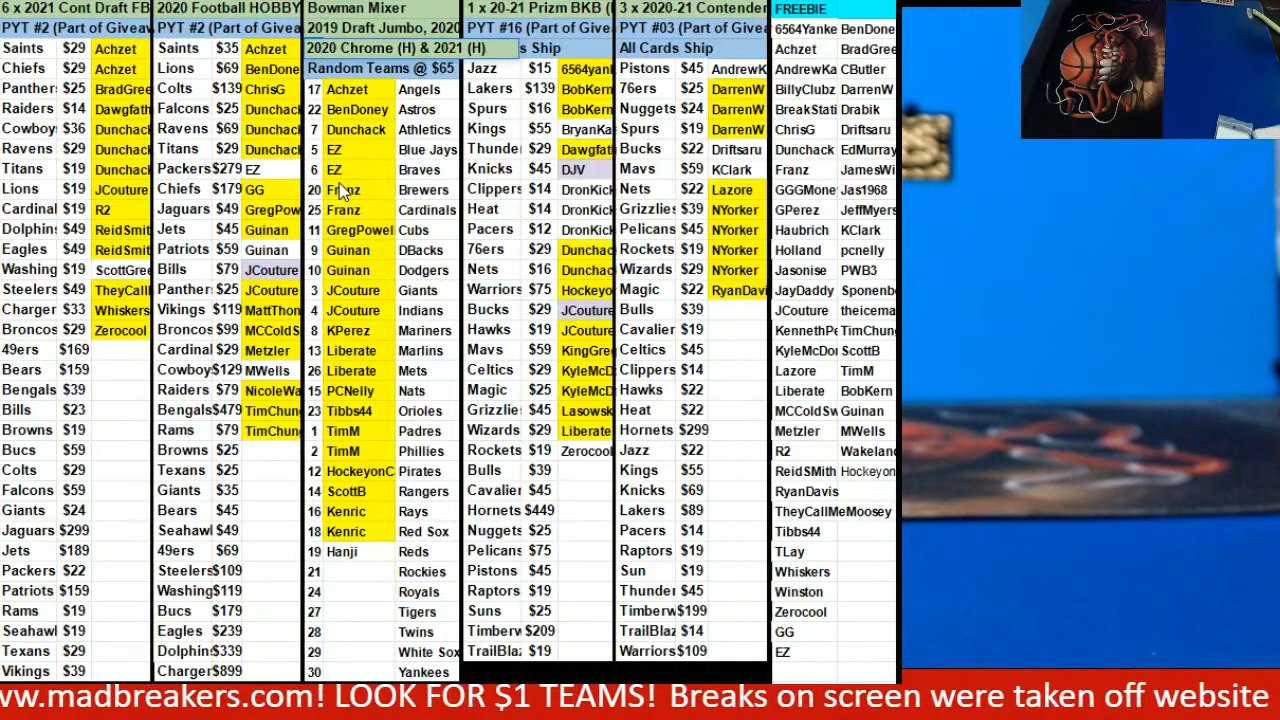 6 x 2021 Cont Draft FB
PYT #2 (Part of Giveav
Saints $29 Achzet
Chiefs $29 Achzet
Panther: $25 BradGree
Raiders $14 Dawgfath
Cowboy: $36 Dunchack
Ravens $29 Dunchack
Titans $19 Dunchack
Lions $19 JCouture
Cardinal $19 R2
Dolphin: $49 ReidSmit
Eagles $49 ReidSmit
Washing $19 ScottGree
Steelers $49 TheyCalll
Charger $33 Whiskers
Broncos $29 Zerocool
49ers $169
Bears $159
Bengals $39
Bills $23
Browns $19
Bucs $59
Colts $29
Falcons $59
Giants $24
Jaguars $299
Jets $189
Packers $22
Patriots $159
Rams $19
Seahawl $19
Texans $29
Vikings $39
2020 Football HOBBY
PYT #2 (Part of Giveav
Saints $35 Achzet
Lions $69 BenDone
Colts $139 ChrisG
Falcons $25 Dunchack
Ravens $69 Dunchack
Titans $29 Dunchack
Packers $279 EZ
Chiefs $179 GG
Jaguars $49 GregPow
Jets $45 Guinan
Patriots $59 Guinan
Bills $79 JCouture
Panther: $25 JCouture
Vikings $119 MattThon
Broncos $99 MCColdS
Cardinal $29 Metzler
Cowboy: $129 MWells
Raiders $79 NicoleWa
Bengals $479 TimChun
Rams $79 TimChun
Browns $25
Texans $25
Giants $35
Bears $45
Seahawl $49
49ers $69
Steelers $109
Washing $119
Bucs $179
Eagles $239
Dolphin: $339
Charger $899
Bowman Mixer
2019 Draft Jumbo, 2020
2020 Chrome (H) & 2021 (H)
Random Teams @ $65
17 Achzet Angels
22 BenDoney Astros
7 Dunchack Athletics
5 EZ Blue Jays
6 EZ Braves
20 Franz Brewers
25 Franz Cardinals
11 GregPowel Cubs
9 Guinan DBacks
10 Guinan Dodgers
3 JCouture Giants
4 JCouture Indians
8 KPerez Mariners
13 Liberate Marlins
26 Liberate Mets
15 PCNelly Nats
23 Tibbs44 Orioles
1 TimM Padres
2 TimM Phillies
12 HockeyonC Pirates
14 ScottB Rangers
16 Kenric Rays
18 Kenric Red Sox
19 Hanji Reds
21 Rockies
24 Royals
27 Tigers
28 Twins
29 White Sox
30 Yankees
1 x 20-21 Prizm BKB (
PYT #16 (Part of Givea
s Ship
Jazz $15 6564yan
Lakers $139 BobKern
Spurs $16 BobKern
Kings $55 BryanKa
Thunde $29 Dawgfatl
Knicks $45 DJV
Clippers $14 DronKick
Heat $14 DronKick
Pacers $12 DronKick
76ers $29 Dunchac
Nets $16 Dunchac
Warriors $75 Hockeyo
Bucks $29 JCouture
Hawks $19 JCouture
Mavs $59 KingGree
Celtics $29 KyleMcD
Magic $25 KyleMcD
Grizzlie $45 Lasowsk
Wizards $29 Liberate
Rockets $19 Zerocool
Bulls $39
Cavalier $45
Hornets $449
Nuggets $25
Pelicans $75
Pistons $45
Raptors $19
Suns $25
Timberv $209
TrailBla: $19
3 x 2020-21 Contender
PYT #03 (Part of Givea
All Cards Ship
Pistons $45 AndrewK
76ers $25 DarrenW
Nuggets $24 DarrenW
Spurs $19 DarrenW
Bucks $22 Driftsaru
Mavs $59 KClark
Nets $22 Lazore
Grizzlies $39 NYorker
Pelicans $45 NYorker
Rockets $19 NYorker
Wizards $29 NYorker
Magic $22 RyanDavi
Bulls $39
Cavalier $19
Celtics $45
Clippers $14
Hawks $22
Heat $22
Hornets $299
Jazz $22
Kings $55
Knicks $69
Lakers $89
Pacers $14
Raptors $19
Sun $19
Thunder $45
Timberw $199
TrailBlaz $14
Warriors $109
FREEBIE
6564Yanke BenDone
Achzet BradGree
AndrewKa CButler
BillyClubz DarrenW
BreakStati Drabik
ChrisG Driftsaru
Dunchack EdMurray
Franz JamesWi
GGGMone Jas1968
GPerez JeffMyers
Haubrich KClark
Holland pcnelly
Jasonise PWB3
JayDaddy Sponenb
JCouture theicema
KennethPe TimChung
KyleMcDon ScottB
Lazore TimM
Liberate BobKern
MCColdSw Guinan
Metzler MWells
R2 Wakelan
ReidSMith Hockeyon
RyanDavis
TheyCallMeMoosey
Tibbs44
TLay
Whiskers
Winston
Zerocool
GG
EZ
ww.madbreakers.com! LOOK FOR $1 TEAMS! Breaks on screen were taken off website